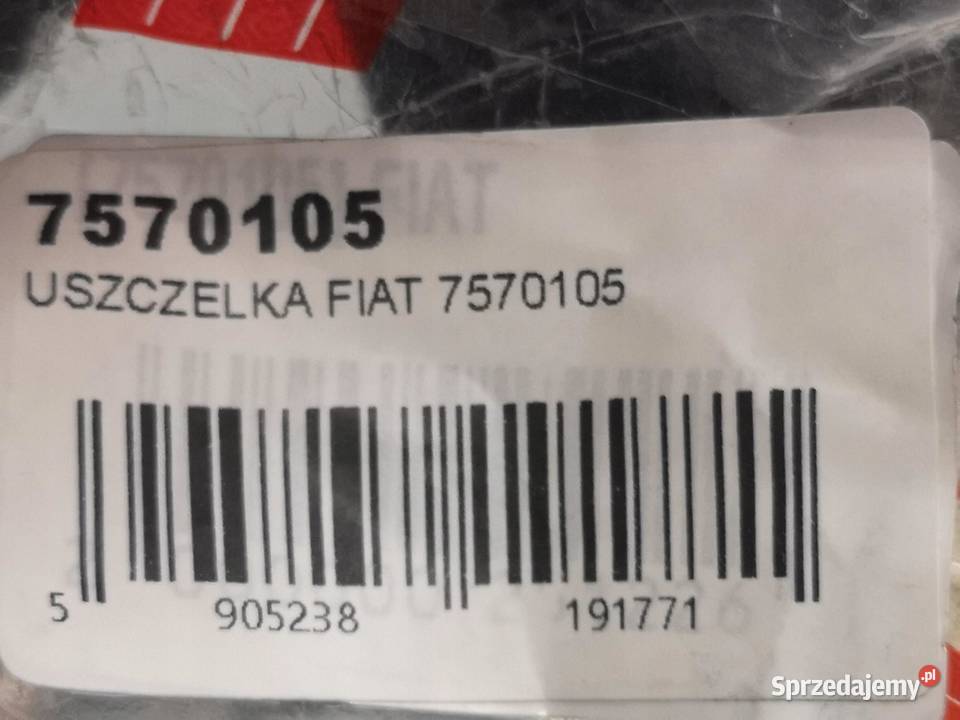 7570105
USZCZELKA FIAT 7570105
5 905238 191771
Sprzedajemy.pl